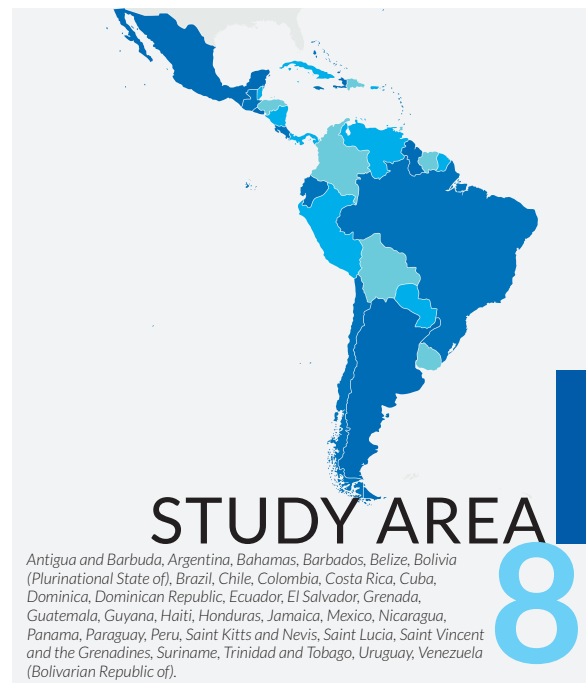 STUDY AREA
8
Antigua and Barbuda, Argentina, Bahamas, Barbados, Belize, Bolivia
(Plurinational State of), Brazil, Chile, Colombia, Costa Rica, Cuba,
Dominica, Dominican Republic, Ecuador, El Salvador, Grenada,
Guatemala, Guyana, Haiti, Honduras, Jamaica, Mexico, Nicaragua,
Panama, Paraguay, Peru, Saint Kitts and Nevis, Saint Lucia, Saint Vincent
and the Grenadines, Suriname, Trinidad and Tobago, Uruguay, Venezuela
(Bolivarian Republic of).